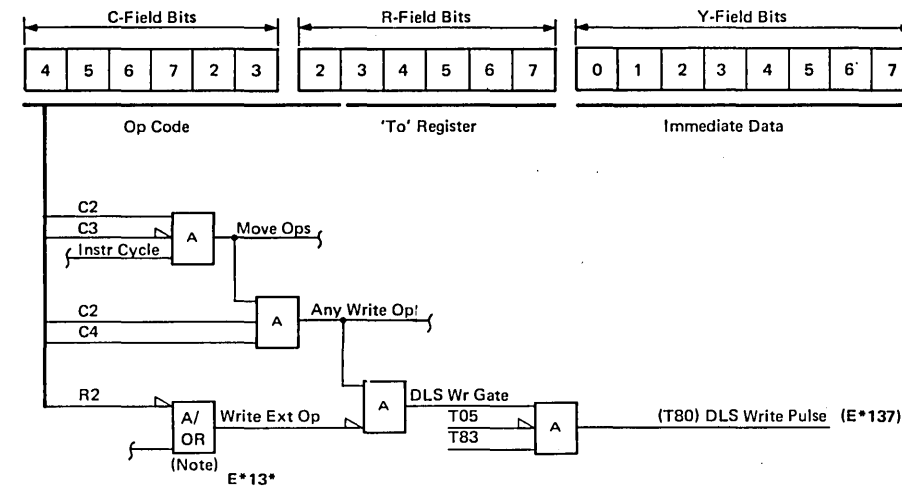 C-Field Bits R-Field Bits Y-Field Bits
4 5 6 7 2 3 2 3 4 5 6 7 0 1 2 3 4 5 6 7
Op Code 'To' Register Immediate Data
C2
C3 A Move Ops
Instr Cycle
C2 A Any Write Op
C4
R2 A/ OR Write Ext Op A DLS Wr Gate
T05 A (T80) DLS Write Pulse (E*137)
T83
(Note)
E*13*